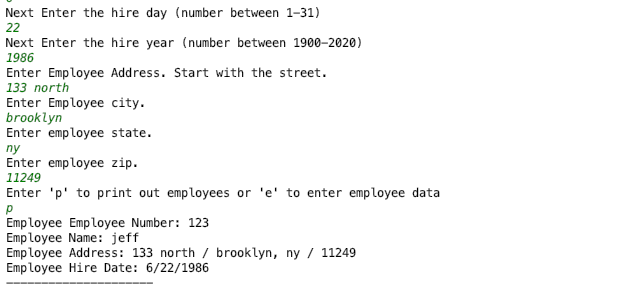 Next Enter the hire day (number between 1-31)
22
Next Enter the hire year (number between 1900-2020)
1986
Enter Employee Address. Start with the street.
133 north
Enter Employee city.
brooklyn
Enter employee state.
ny
Enter employee zip.
11249
Enter 'p' to print out employees or 'e' to enter employee data
p
Employee Employee Number: 123
Employee Name: jeff
Employee Address: 133 north / brooklyn, ny / 11249
Employee Hire Date: 6/22/1986
---------------------